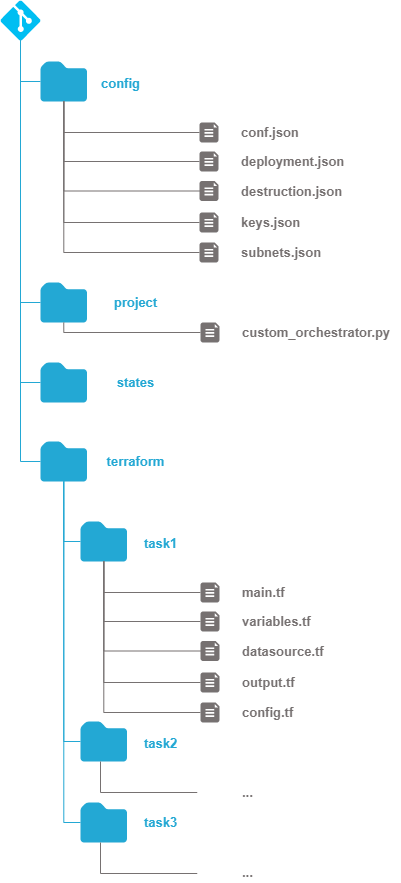 config
conf.json
deployment.json
destruction.json
keys.json
subnets.json
project
custom_orchestrator.py
states
terraform
task1
main.tf
variables.tf
datasource.tf
output.tf
config.tf
task2
...
task3
...